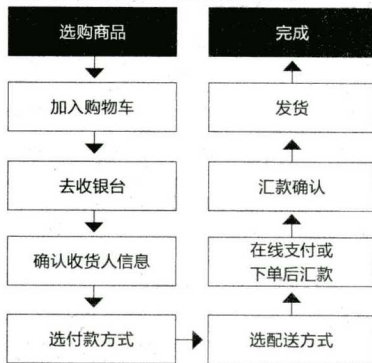 选购商品
加入购物车
去收银台
确认收货人信息
选付款方式
选配送方式
在线支付或
下单后汇款
汇款确认
发货
完成